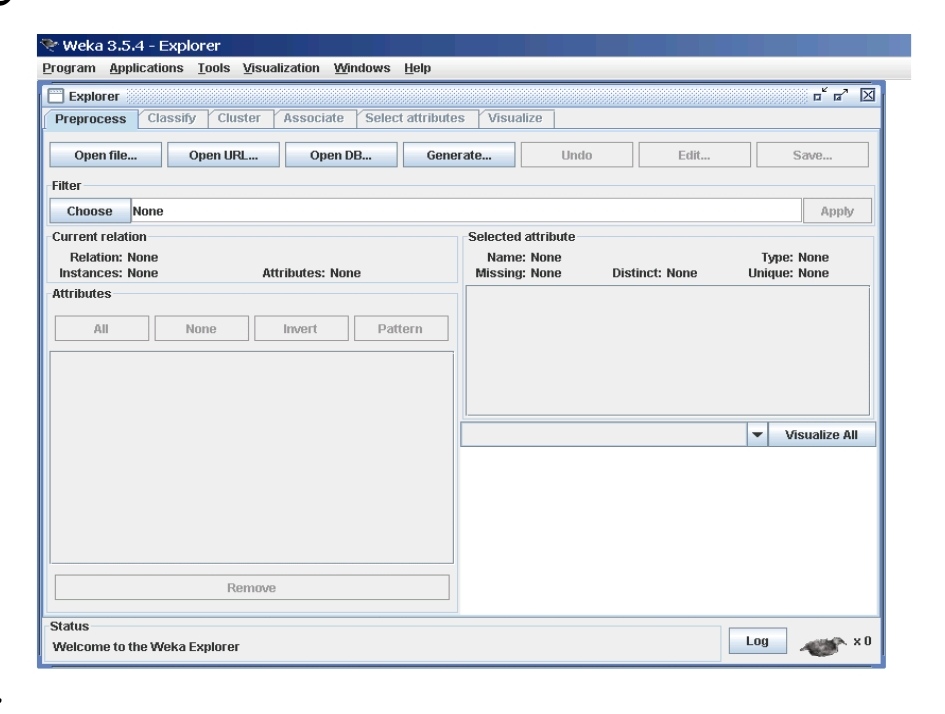 Weka 3.5.4 - Explorer
Program Applications Tools Visualization Windows Help
Explorer
Preprocess Classify Cluster Associate Select attributes Visualize
Open file... Open URL... Open DB... Generate... Undo Edit... Save...
Filter
Choose None Apply
Current relation
Relation: None
Instances: None Attributes: None
Selected attribute
Name: None Type: None
Missing: None Distinct: None Unique: None
Attributes
All None Invert Pattern
Visualize All
Remove
Status
Welcome to the Weka Explorer
Log x 0